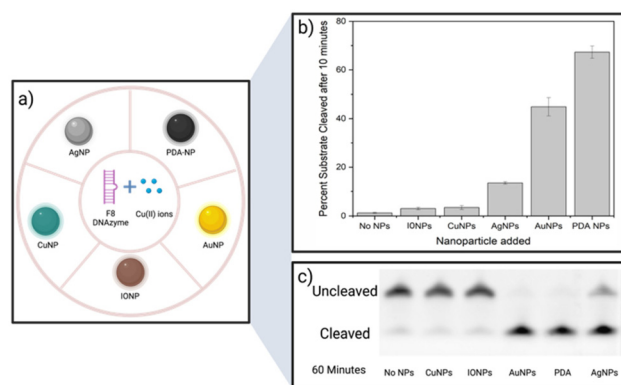 a)
AgNP
PDA-NP
CuNP
AuNP
IONP
F8
DNAzyme
+
Cu(II) ions
b)
Percent Substrate Cleaved after 10 minutes
80
60
40
20
0
No NPs IONPs CuNPs AgNPs AuNPs PDA NPs
Nanoparticle added
c)
Uncleaved
Cleaved
60 Minutes No NPs CuNPs IONPs AuNPs PDA AgNPs